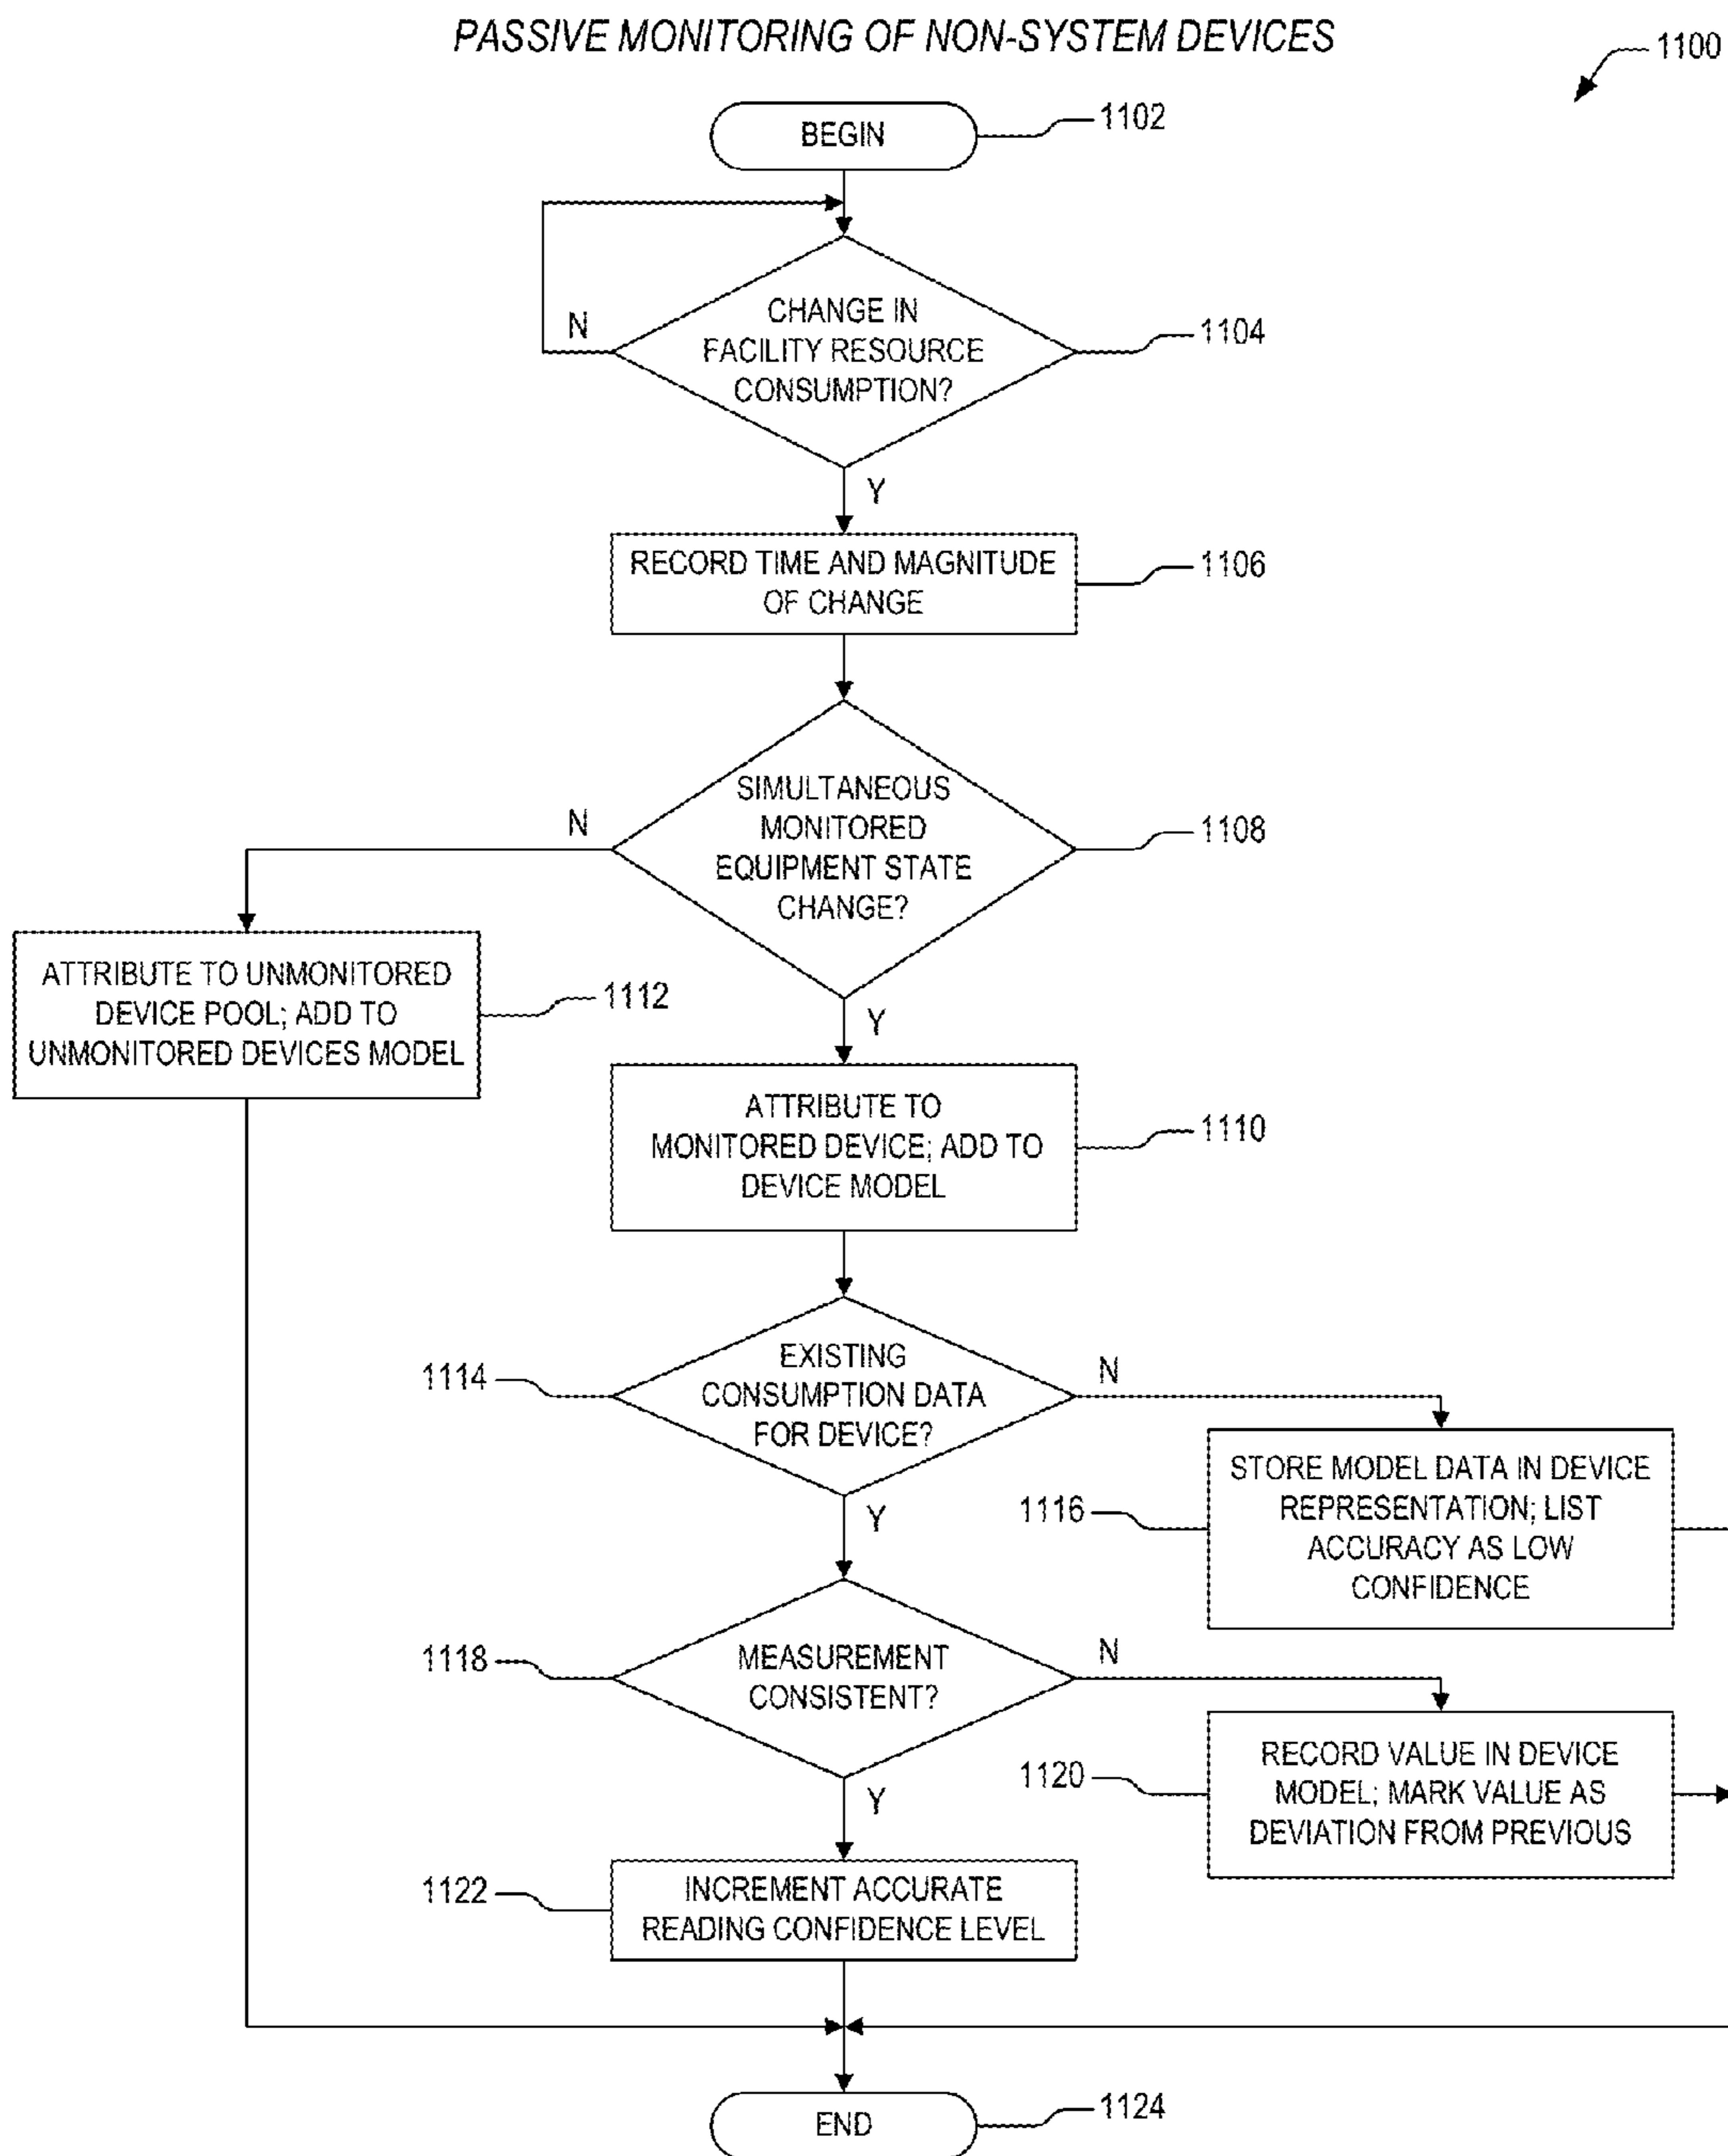 PASSIVE MONITORING OF NON-SYSTEM DEVICES
1100
BEGIN
1102
CHANGE IN
FACILITY RESOURCE
CONSUMPTION?
1104
N
Y
RECORD TIME AND MAGNITUDE
OF CHANGE
1106
SIMULTANEOUS
MONITORED
EQUIPMENT STATE
CHANGE?
1108
N
Y
ATTRIBUTE TO UNMONITORED
DEVICE POOL; ADD TO
UNMONITORED DEVICES MODEL
1112
ATTRIBUTE TO
MONITORED DEVICE; ADD TO
DEVICE MODEL
1110
1114
EXISTING
CONSUMPTION DATA
FOR DEVICE?
N
Y
1116
STORE MODEL DATA IN DEVICE
REPRESENTATION; LIST
ACCURACY AS LOW
CONFIDENCE
1118
MEASUREMENT
CONSISTENT?
N
Y
1120
RECORD VALUE IN DEVICE
MODEL; MARK VALUE AS
DEVIATION FROM PREVIOUS
1122
INCREMENT ACCURATE
READING CONFIDENCE LEVEL
END
1124